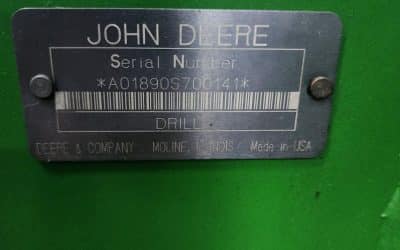 JOHN DEERE
Serial Number
*A01890S700141*
DRILL
DEERE & COMPANY MOLINE, ILLINOIS Made in USA